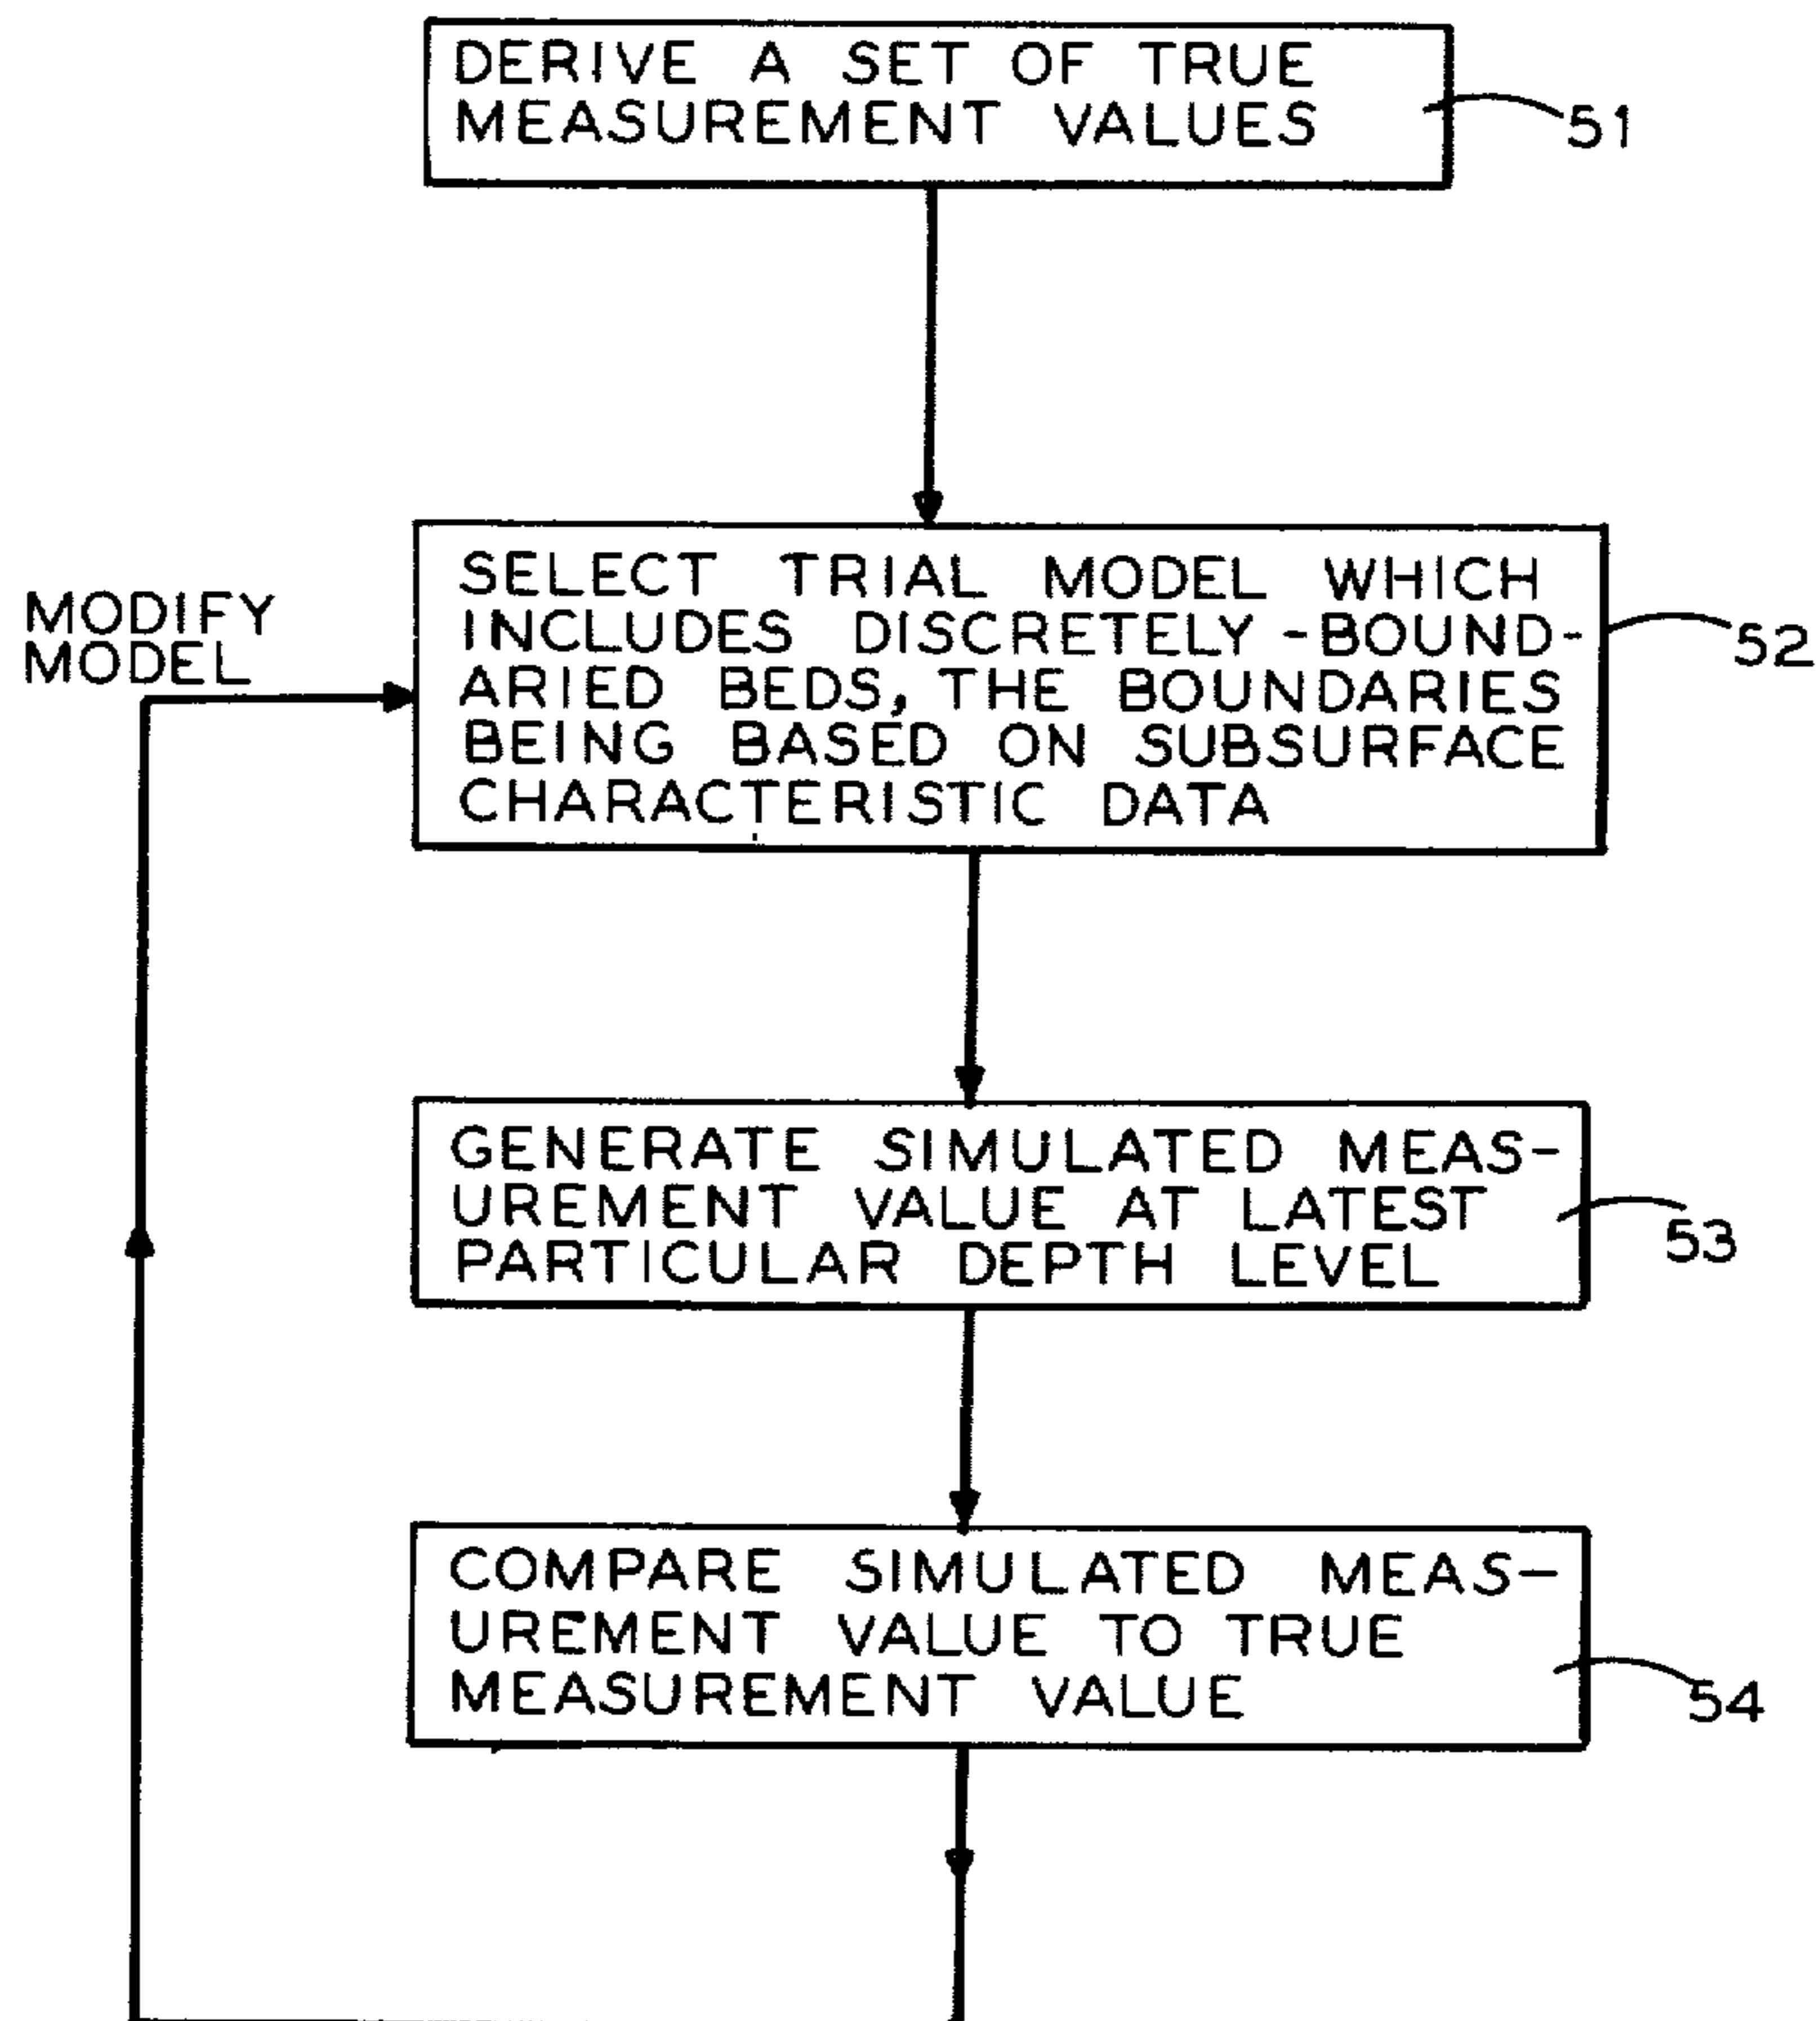 DERIVE A SET OF TRUE
MEASUREMENT VALUES
51
SELECT TRIAL MODEL WHICH
INCLUDES DISCRETELY-BOUND-
ARIED BEDS, THE BOUNDARIES
BEING BASED ON SUBSURFACE
CHARACTERISTIC DATA
52
MODIFY
MODEL
GENERATE SIMULATED MEAS-
UREMENT VALUE AT LATEST
PARTICULAR DEPTH LEVEL
53
COMPARE SIMULATED MEAS-
UREMENT VALUE TO TRUE
MEASUREMENT VALUE
54